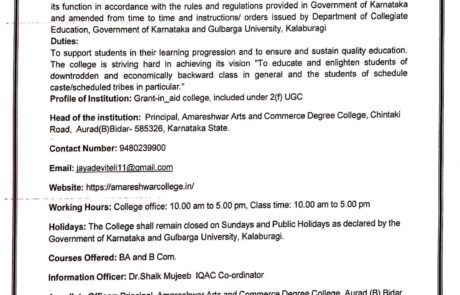 its function in accordance with the rules and regulations provided in Government of Karnataka
and amended from time to time and instructions/ orders issued by Department of Collegiate
Education, Government of Karnataka and Gulbarga University, Kalaburagi
Duties:
To support students in their learning progression and to ensure and sustain quality education.
The college is striving hard in achieving its vision "To educate and enlighten students of
downtrodden and economically backward class in general and the students of schedule
caste/scheduled tribes in particular."
Profile of Institution: Grant-in_aid college, included under 2(f) UGC
Head of the institution: Principal, Amareshwar Arts and Commerce Degree College, Chintaki
Road, Aurad(B)Bidar- 585326, Karnataka State.
Contact Number: 9480239900
Email: jayadeviteli11@gmail.com
Website: https://amareshwarcollege.in/
Working Hours: College office: 10.00 am to 5.00 pm, Class time: 10.00 am to 5.00 pm
Holidays: The College shall remain closed on Sundays and Public Holidays as declared by the
Government of Karnataka and Gulbarga University, Kalaburagi.
Courses Offered: BA and B Com.
Information Officer: Dr.Shaik Mujeeb IQAC Co-ordinator
Officer: Principal, Amareshwar Arts and Commerce Degree College, Aurad (B) Bidar